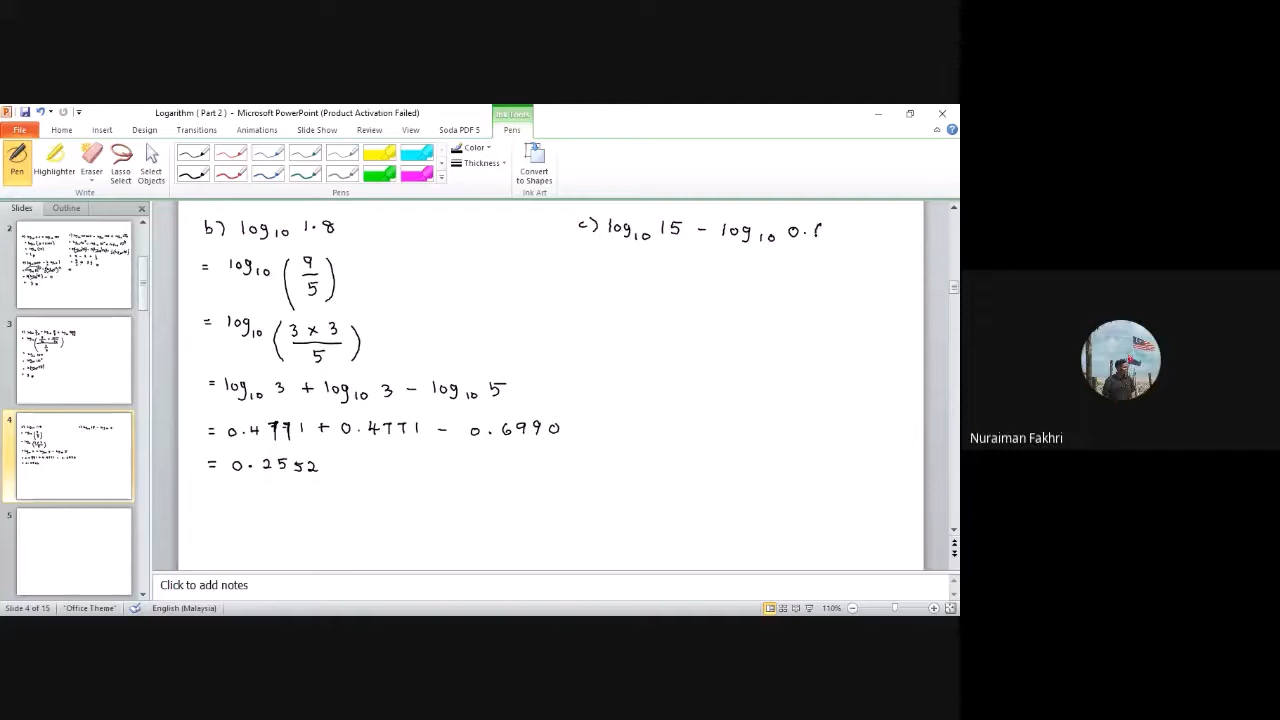 Logarithm ( Part 2 ) - Microsoft PowerPoint (Product Activation Failed)
Ink Tools
File Home Insert Design Transitions Animations Slide Show Review View Soda PDF 5 Pens
Pen Highlighter Eraser Lasso Select Select Objects
Color
Thickness
Convert to Shapes
Write Pens Ink Art
Slides Outline
2
3
4
5
b) log₁₀ 1.8
= log₁₀ (9/5)
= log₁₀ (3 × 3/5)
= log₁₀ 3 + log₁₀ 3 − log₁₀ 5
= 0.4771 + 0.4771 − 0.6990
= 0.2552
c) log₁₀ 15 − log₁₀ 0.
Click to add notes
Slide 4 of 15 "Office Theme" English (Malaysia) 110%
Nuraiman Fakhri